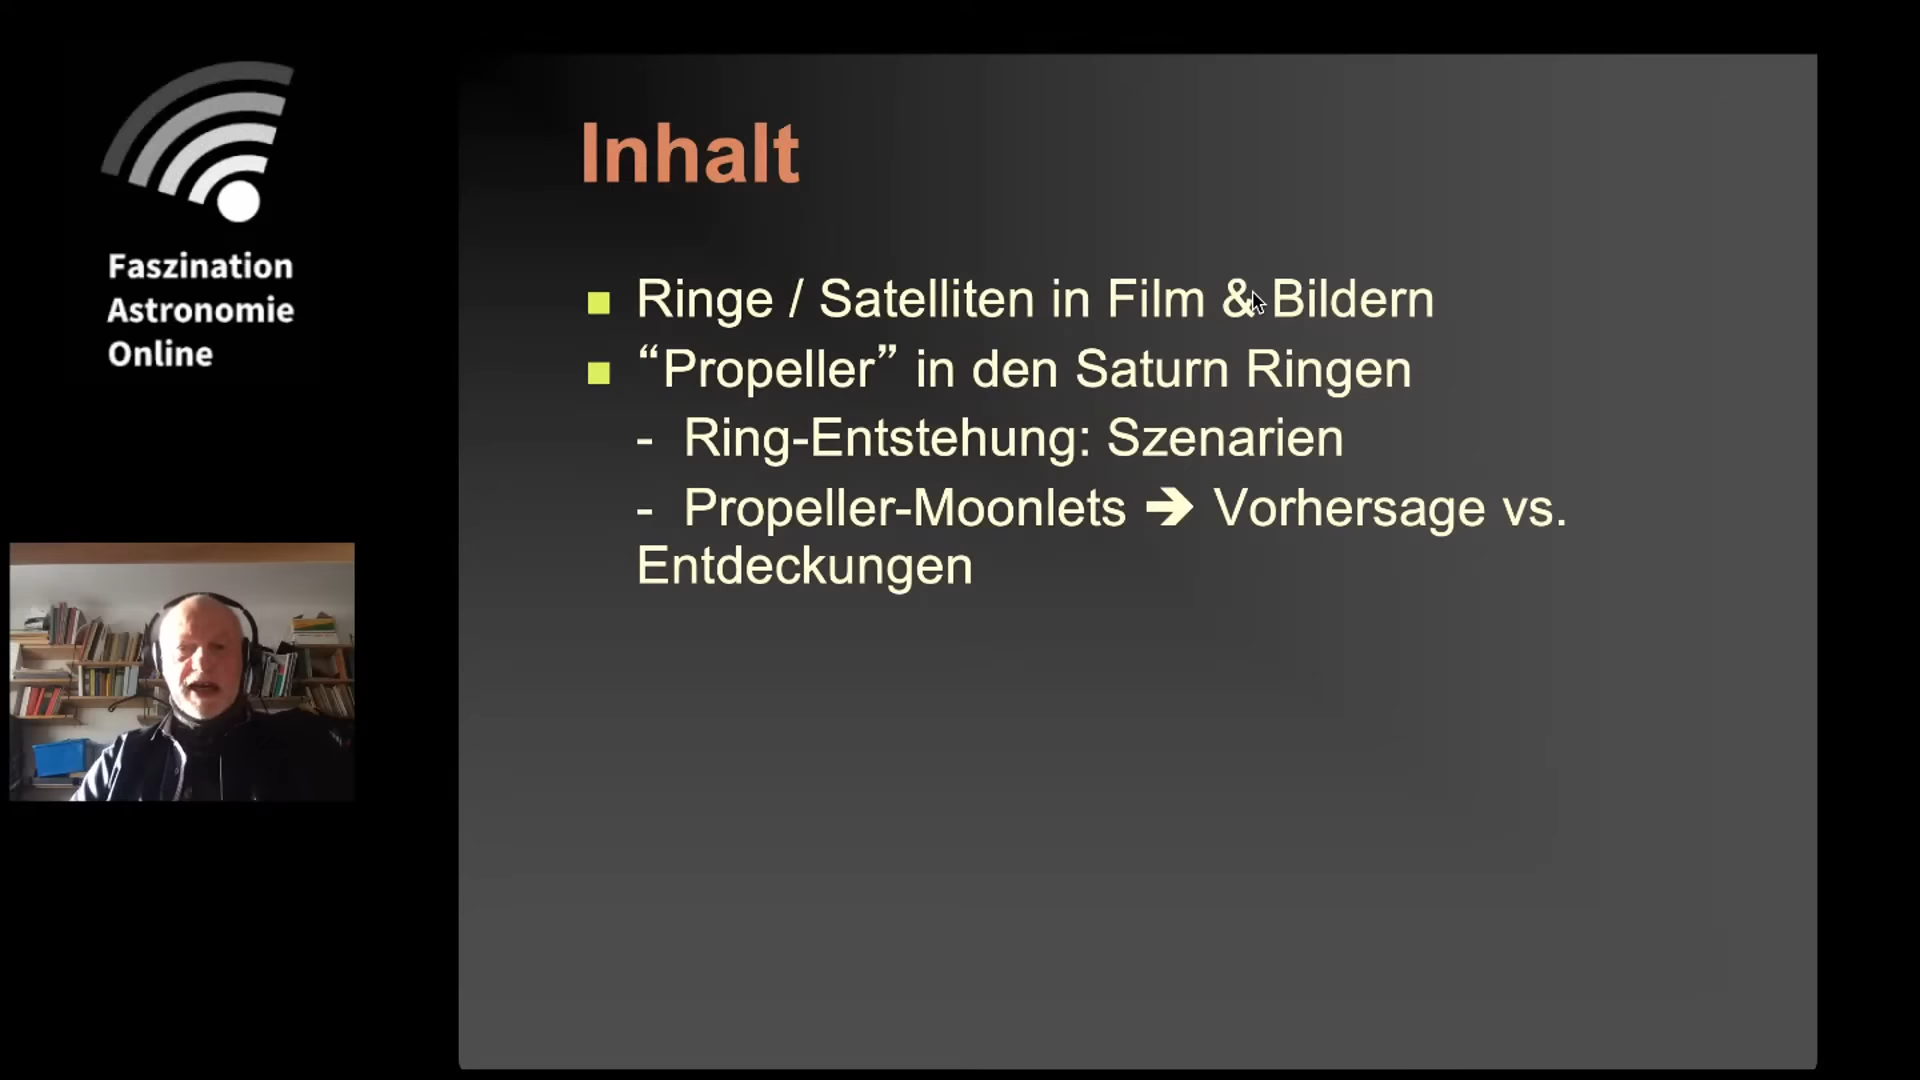 Faszination
Astronomie
Online
Inhalt
Ringe / Satelliten in Film & Bildern
“Propeller” in den Saturn Ringen
- Ring-Entstehung: Szenarien
- Propeller-Moonlets ➔ Vorhersage vs.
Entdeckungen